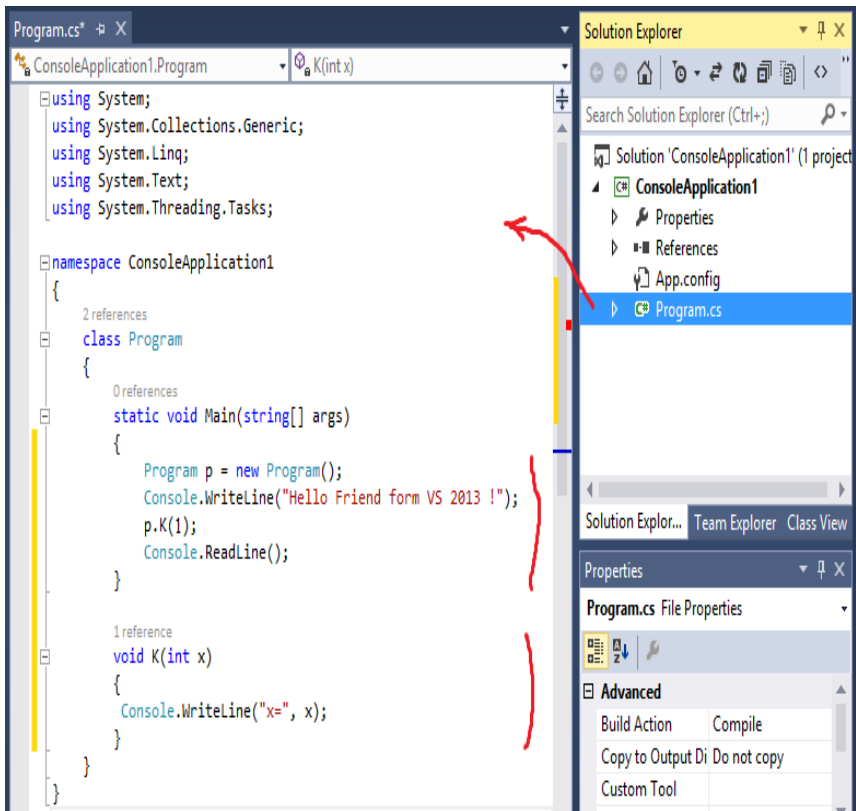 Program.cs*
ConsoleApplication1.Program
K(int x)
using System;
using System.Collections.Generic;
using System.Linq;
using System.Text;
using System.Threading.Tasks;
namespace ConsoleApplication1
{
2 references
class Program
{
0 references
static void Main(string[] args)
{
Program p = new Program();
Console.WriteLine("Hello Friend form VS 2013 !");
p.K(1);
Console.ReadLine();
}
1 reference
void K(int x)
{
Console.WriteLine("x=", x);
}
}
}
Solution Explorer
Search Solution Explorer (Ctrl+;)
Solution 'ConsoleApplication1' (1 project
C# ConsoleApplication1
Properties
References
App.config
C# Program.cs
Solution Explor... Team Explorer Class View
Properties
Program.cs File Properties
Advanced
Build Action Compile
Copy to Output Di Do not copy
Custom Tool